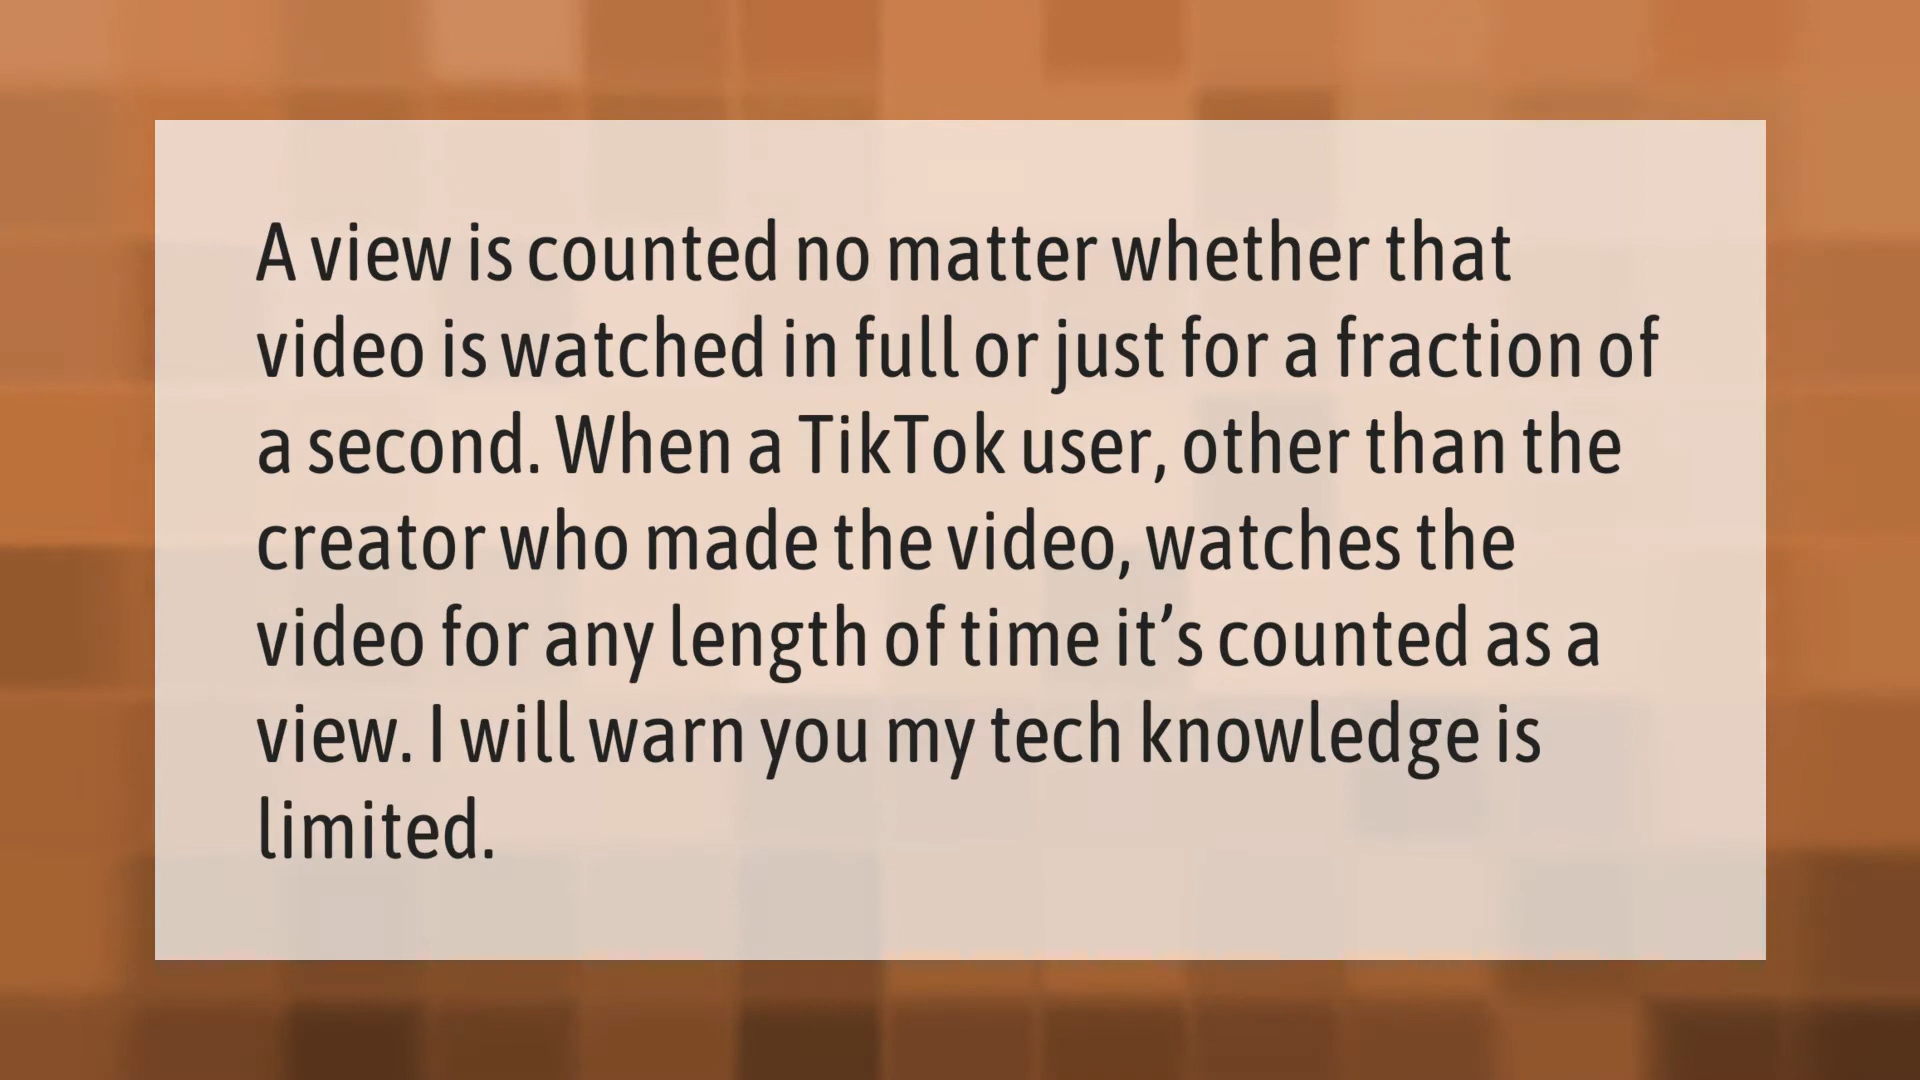 A view is counted no matter whether that
video is watched in full or just for a fraction of
a second. When a TikTok user, other than the
creator who made the video, watches the
video for any length of time it’s counted as a
view. I will warn you my tech knowledge is
limited.